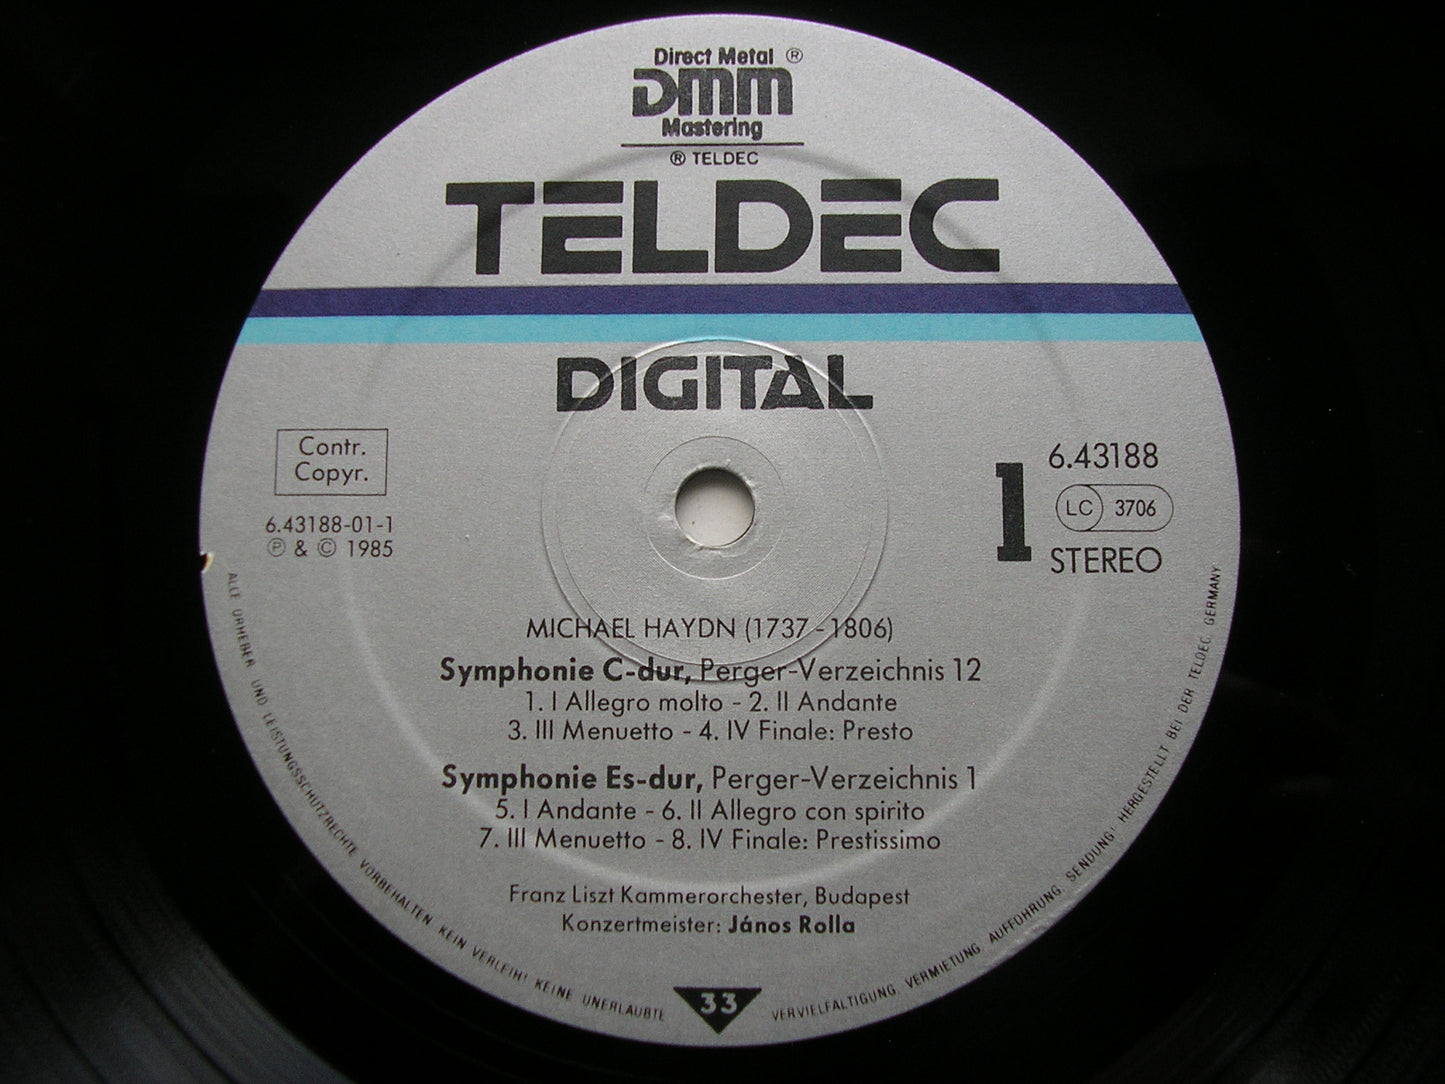 Direct Metal ®
DMM
Mastering
® TELDEC
TELDEC
DIGITAL
Contr.
Copyr.
6.43188-01-1
Ⓟ & © 1985
1
6.43188
LC 3706
STEREO
MICHAEL HAYDN (1737-1806)
Symphonie C-dur, Perger-Verzeichnis 12
1. I Allegro molto - 2. II Andante
3. III Menuetto - 4. IV Finale: Presto
Symphonie Es-dur, Perger-Verzeichnis 1
5. I Andante - 6. II Allegro con spirito
7. III Menuetto - 8. IV Finale: Prestissimo
Franz Liszt Kammerorchester, Budapest
Konzertmeister: János Rolla
33
ALLE URHEBER UND LEISTUNGSSCHUTZRECHTE VORBEHALTEN. KEIN VERLEIH! KEINE UNERLAUBTE VERVIELFÄLTIGUNG, VERMIETUNG, AUFFÜHRUNG, SENDUNG! HERGESTELLT BEI DER TELDEC, GERMANY